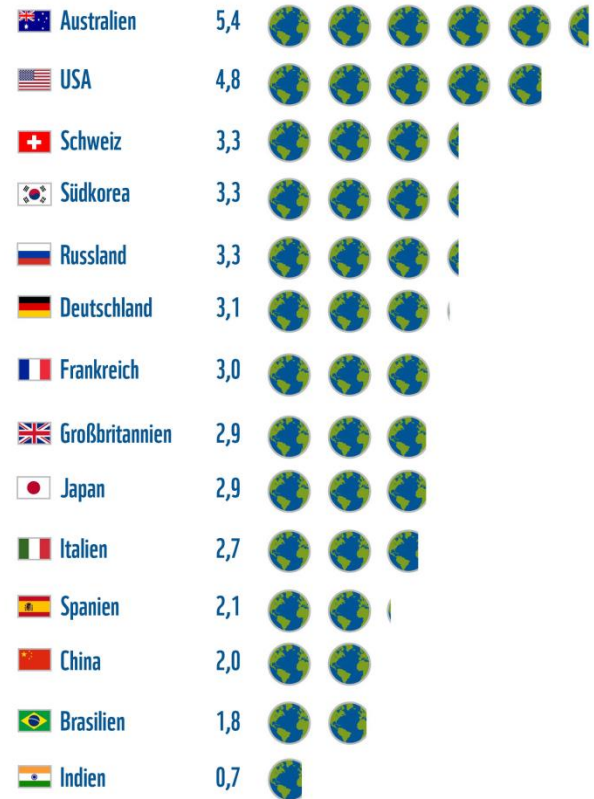 Australien 5,4
USA 4,8
Schweiz 3,3
Südkorea 3,3
Russland 3,3
Deutschland 3,1
Frankreich 3,0
Großbritannien 2,9
Japan 2,9
Italien 2,7
Spanien 2,1
China 2,0
Brasilien 1,8
Indien 0,7